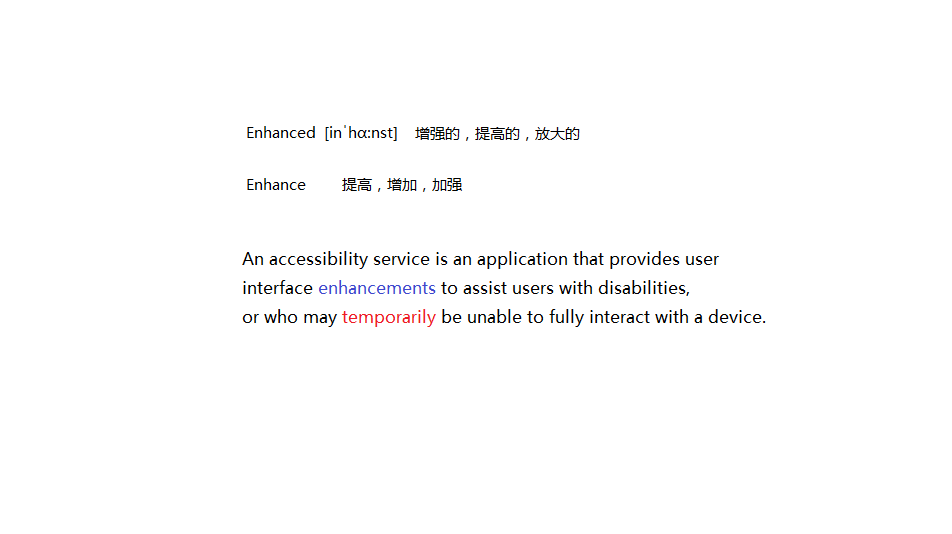 Enhanced [inˈhɑ:nst] 增强的，提高的，放大的
Enhance 提高，增加，加强
An accessibility service is an application that provides user
interface enhancements to assist users with disabilities,
or who may temporarily be unable to fully interact with a device.